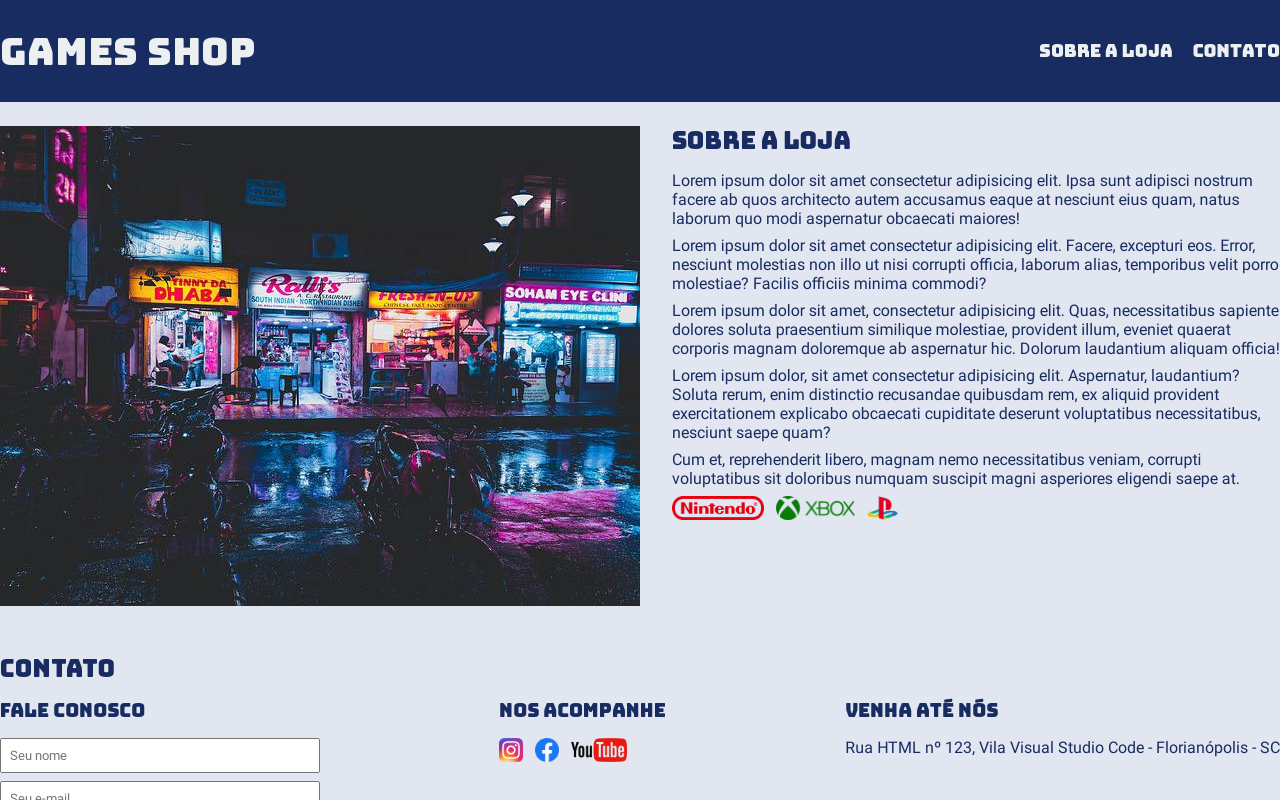 GAMES SHOP
SOBRE A LOJA
CONTATO
TINNY DA
DHABA
Ralli's
A. C. RESTAURANT
SOUTH INDIAN · NORTHNDIAN DISHES
FRESH-N-UP
CHINESE FAST FOOD CENTRE
SOHAM EYE CLINI
SOBRE A LOJA
Lorem ipsum dolor sit amet consectetur adipisicing elit. Ipsa sunt adipisci nostrum
facere ab quos architecto autem accusamus eaque at nesciunt eius quam, natus
laborum quo modi aspernatur obcaecati maiores!
Lorem ipsum dolor sit amet consectetur adipisicing elit. Facere, excepturi eos. Error,
nesciunt molestias non illo ut nisi corrupti officia, laborum alias, temporibus velit porro
molestiae? Facilis officiis minima commodi?
Lorem ipsum dolor sit amet, consectetur adipisicing elit. Quas, necessitatibus sapiente
dolores soluta praesentium similique molestiae, provident illum, eveniet quaerat
corporis magnam doloremque ab aspernatur hic. Dolorum laudantium aliquam officia!
Lorem ipsum dolor, sit amet consectetur adipisicing elit. Aspernatur, laudantium?
Soluta rerum, enim distinctio recusandae quibusdam rem, ex aliquid provident
exercitationem explicabo obcaecati cupiditate deserunt voluptatibus necessitatibus,
nesciunt saepe quam?
Cum et, reprehenderit libero, magnam nemo necessitatibus veniam, corrupti
voluptatibus sit doloribus numquam suscipit magni asperiores eligendi saepe at.
Nintendo
XBOX
CONTATO
FALE CONOSCO
Seu nome
Seu e-mail
NOS ACOMPANHE
YouTube
VENHA ATÉ NÓS
Rua HTML nº 123, Vila Visual Studio Code - Florianópolis - SC